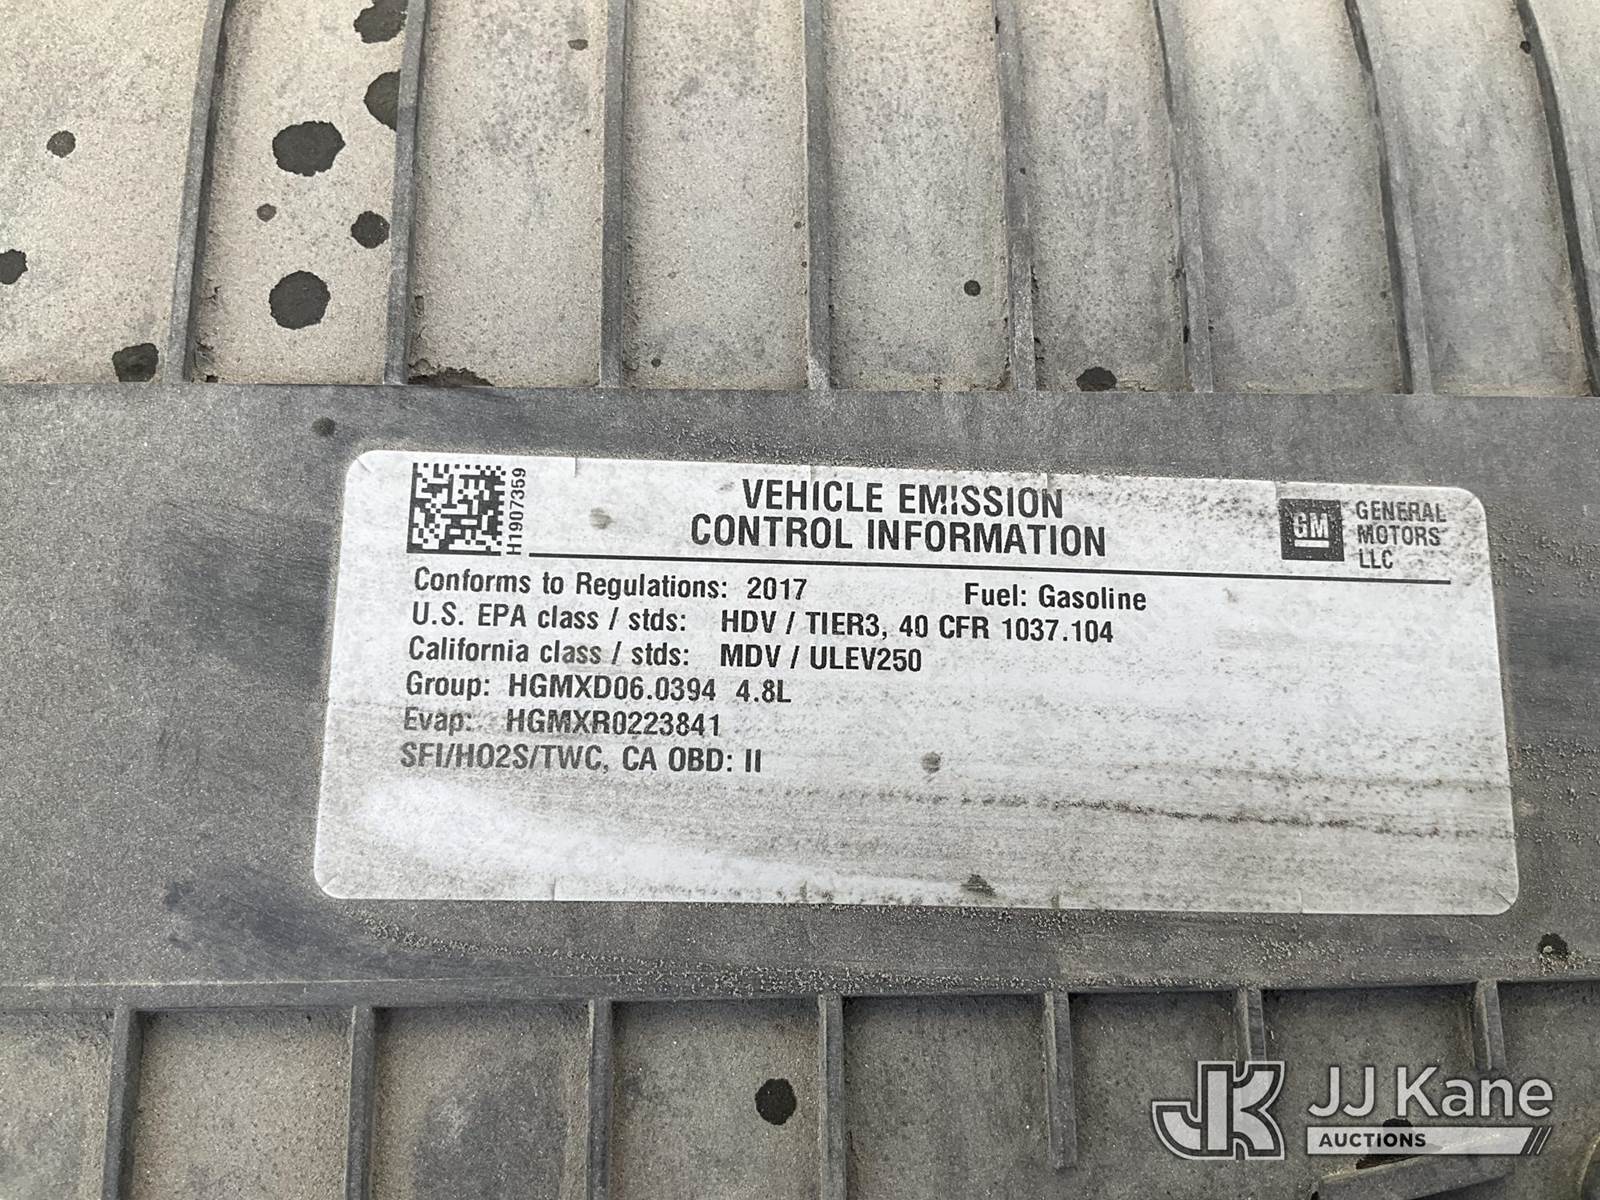 H1907359
VEHICLE EMISSION
CONTROL INFORMATION
GM
GENERAL
MOTORS
LLC
Conforms to Regulations: 2017 Fuel: Gasoline
U.S. EPA class / stds: HDV / TIER3, 40 CFR 1037.104
California class / stds: MDV / ULEV250
Group: HGMXD06.0394 4.8L
Evap: HGMXR0223841
SFI/HO2S/TWC, CA OBD: II
JK JJ Kane
AUCTIONS